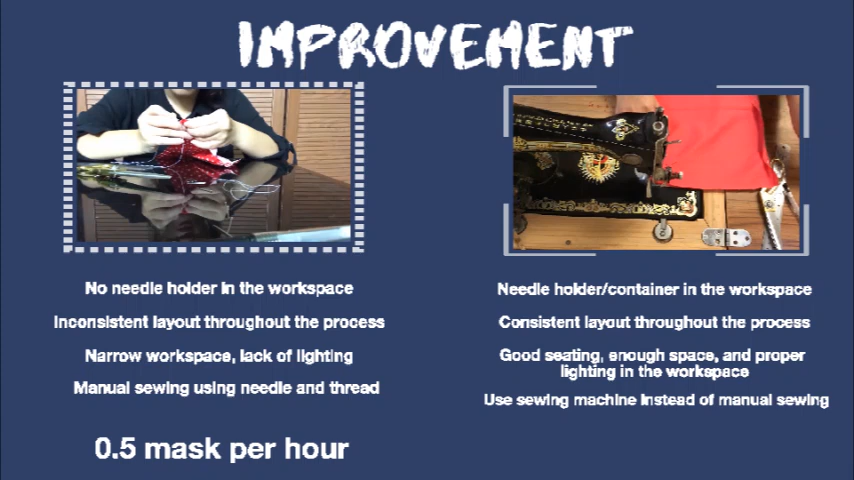 IMPROVEMENT
No needle holder in the workspace
Inconsistent layout throughout the process
Narrow workspace, lack of lighting
Manual sewing using needle and thread
0.5 mask per hour
Needle holder/container in the workspace
Consistent layout throughout the process
Good seating, enough space, and proper
lighting in the workspace
Use sewing machine instead of manual sewing